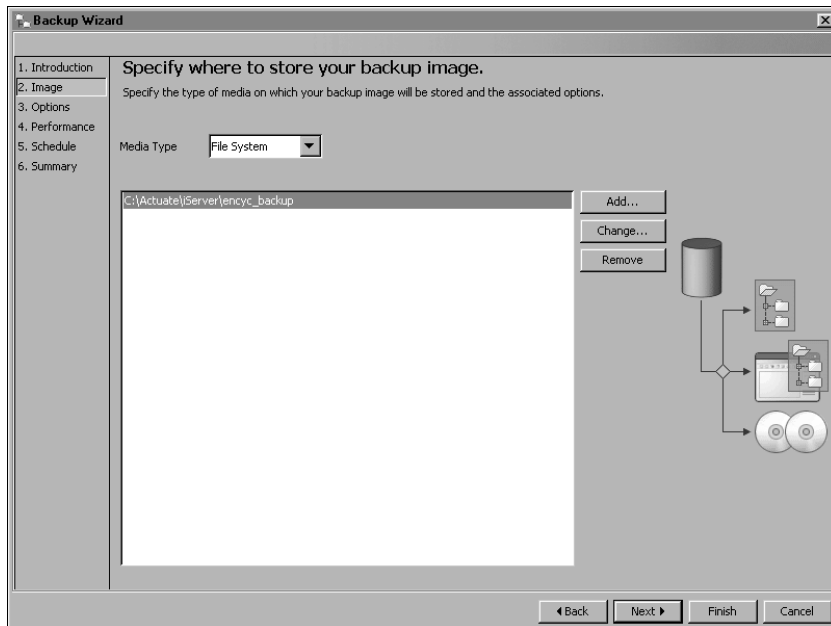 Backup Wizard
1. Introduction
2. Image
3. Options
4. Performance
5. Schedule
6. Summary
Specify where to store your backup image.
Specify the type of media on which your backup image will be stored and the associated options.
Media Type
File System
C:\Actuate\iServer\encyc_backup
Add...
Change...
Remove
Back
Next
Finish
Cancel